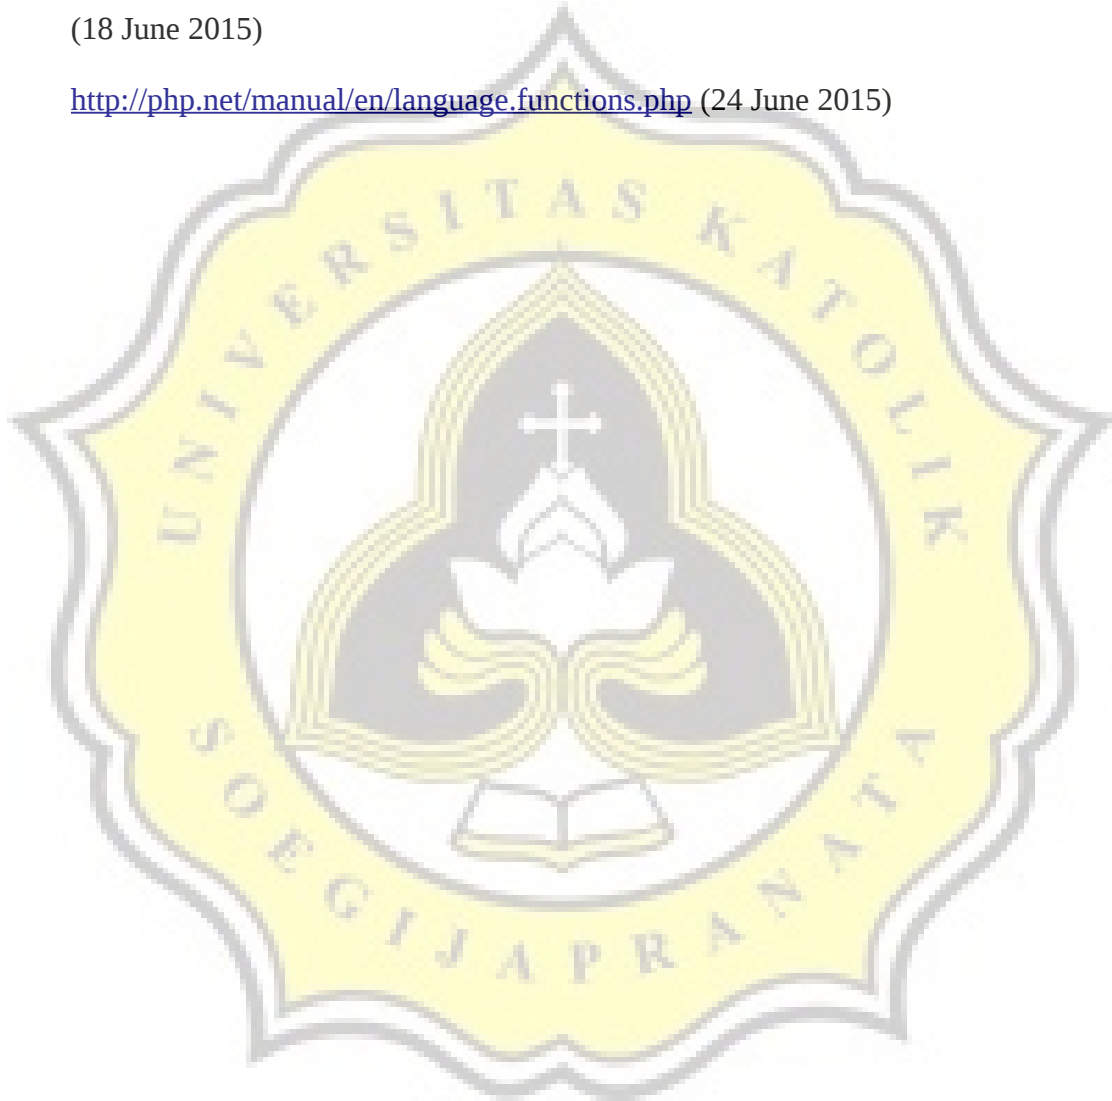 (18 June 2015)
http://php.net/manual/en/language.functions.php (24 June 2015)
UNIVERSITAS KATOLIK
SOEGIJAPRANATA